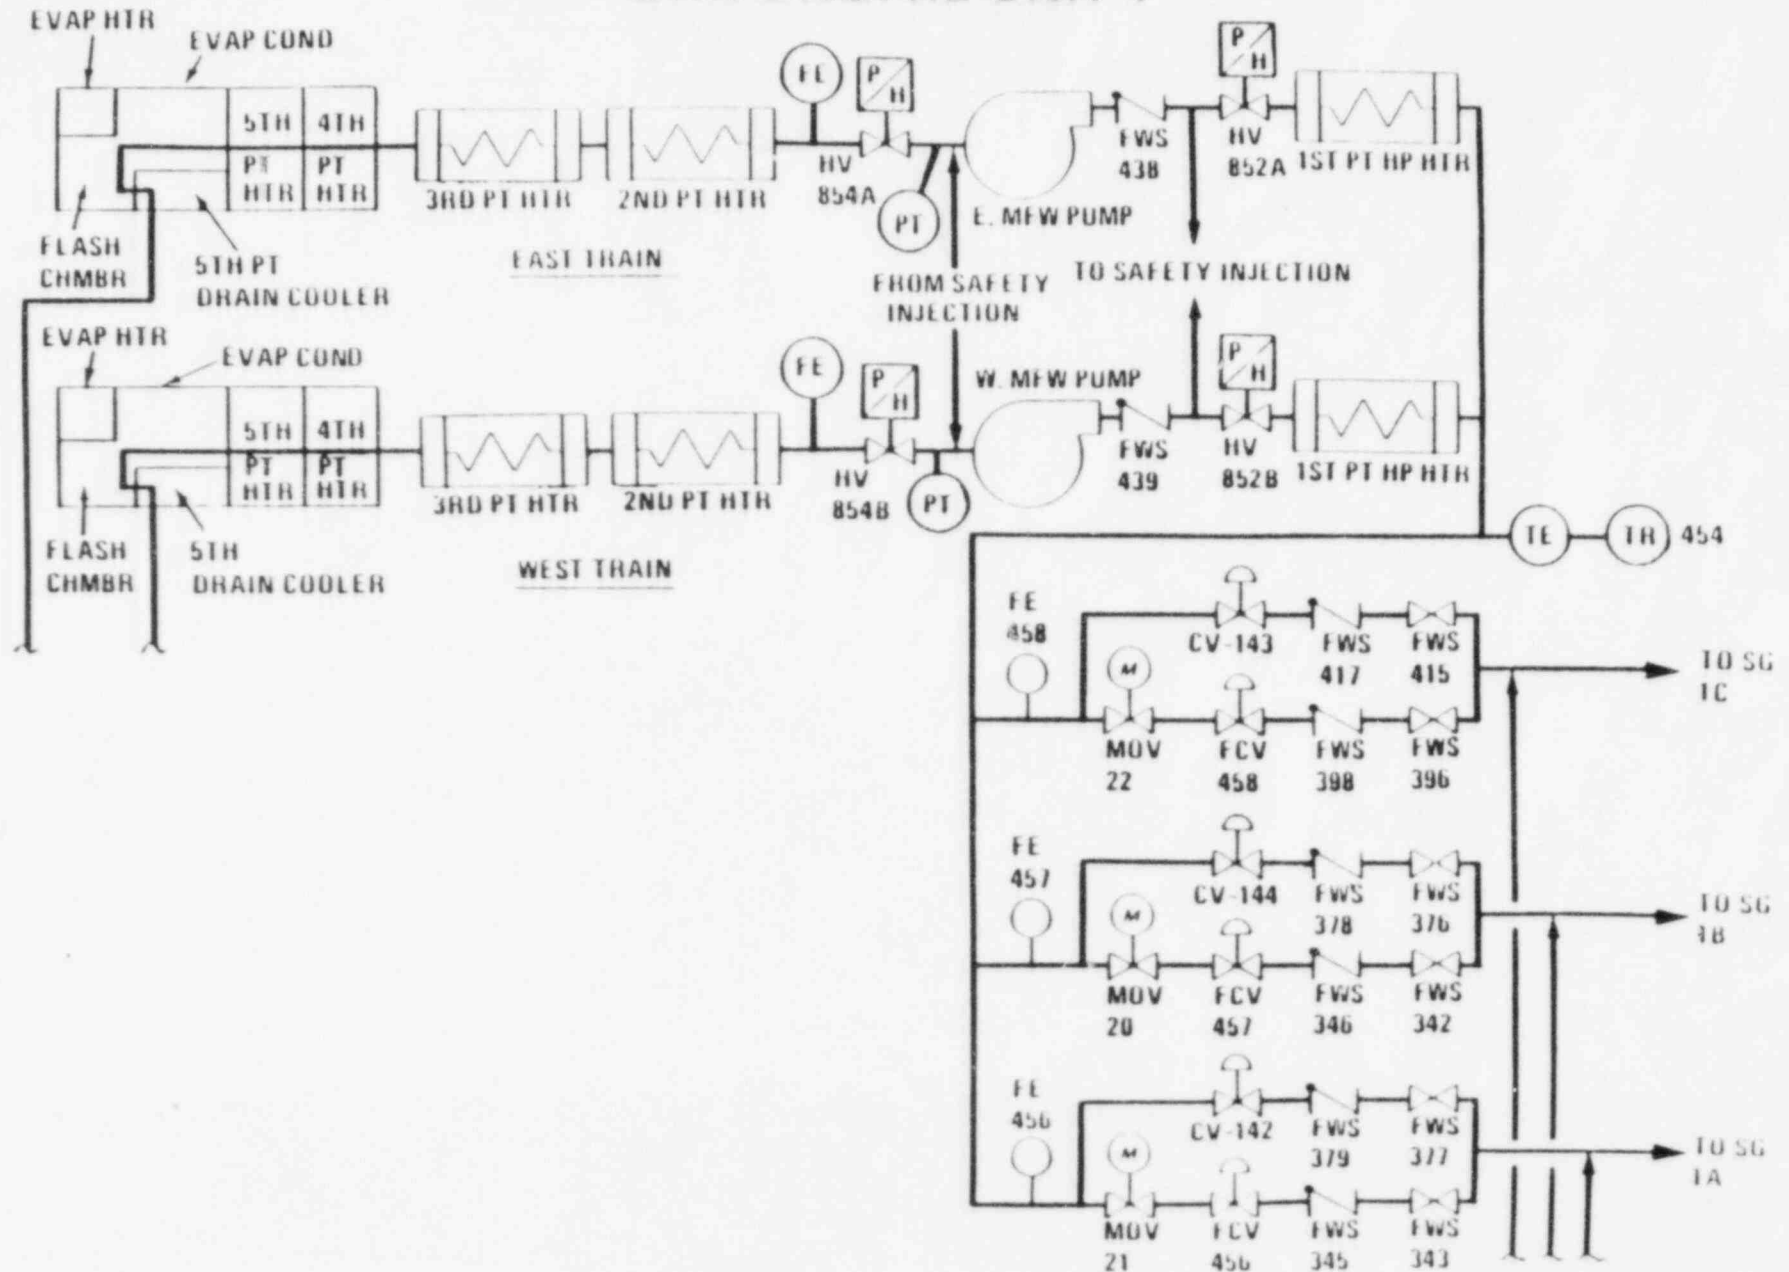 EVAP HTR
EVAP COND
FE
P/H
P/H
5TH
4TH
PT
HTR
PT
HTR
3RD PT HTR
2ND PT HTR
HV
854A
PT
E. MFW PUMP
FWS
438
HV
852A
1ST PT HP HTR
FLASH
CHMBR
5TH PT
DRAIN COOLER
EAST TRAIN
FROM SAFETY
INJECTION
TO SAFETY INJECTION
EVAP HTR
EVAP COND
FE
P/H
P/H
W. MFW PUMP
5TH
4TH
PT
HTR
PT
HTR
3RD PT HTR
2ND PT HTR
HV
854B
PT
FWS
439
HV
852B
1ST PT HP HTR
FLASH
CHMBR
5TH
DRAIN COOLER
WEST TRAIN
TE
TR
454
FE
458
CV-143
FWS
417
FWS
415
M
MOV
22
FCV
458
FWS
398
FWS
396
TO SG
1C
FE
457
CV-144
FWS
378
FWS
376
M
MOV
20
FCV
457
FWS
346
FWS
342
TO SG
1B
FE
456
CV-142
FWS
379
FWS
377
M
MOV
21
FCV
456
FWS
345
FWS
343
TO SG
1A